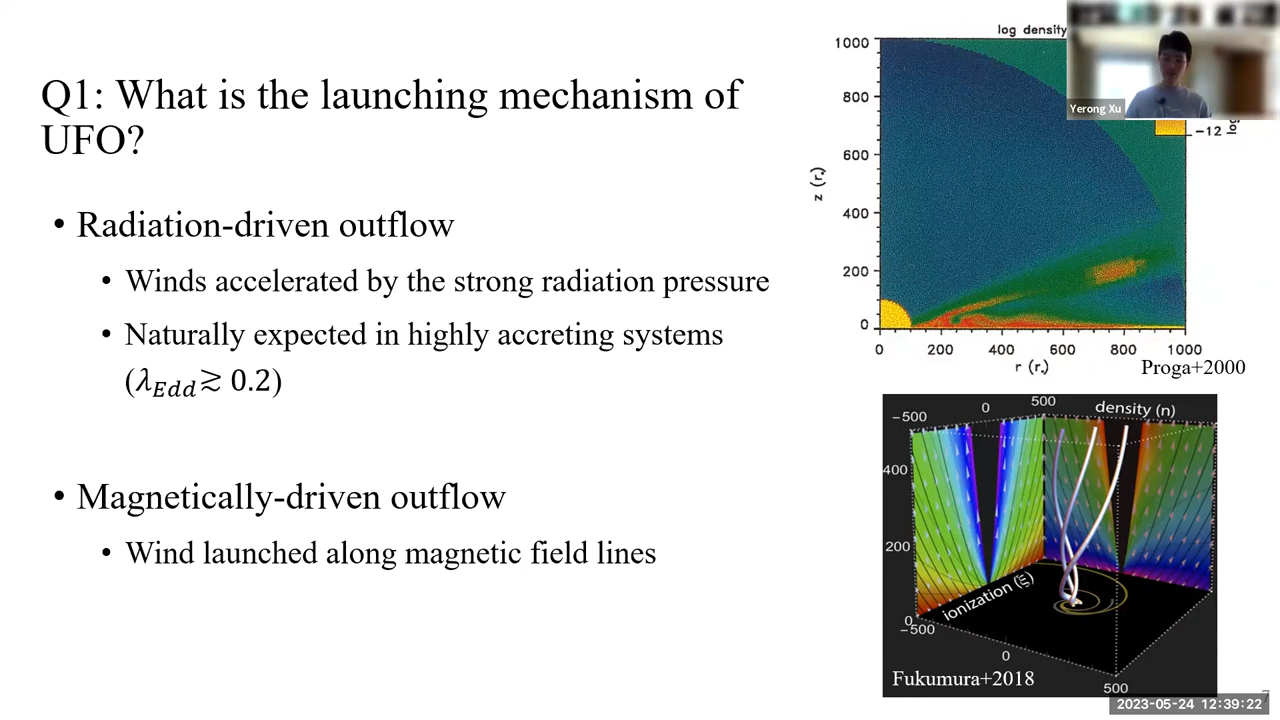 Q1: What is the launching mechanism of
UFO?
• Radiation-driven outflow
• Winds accelerated by the strong radiation pressure
• Naturally expected in highly accreting systems
(λ_Edd ≳ 0.2)
• Magnetically-driven outflow
• Wind launched along magnetic field lines
log density
1000
800
600
400
200
0
z (r*)
0 200 400 600 800 1000
r (r*)
-12
Yerong Xu
Proga+2000
-500 0 500
density (n)
400
200
0
-500
ionization (ξ)
0
500
Fukumura+2018
7
2023-05-24 12:39:22